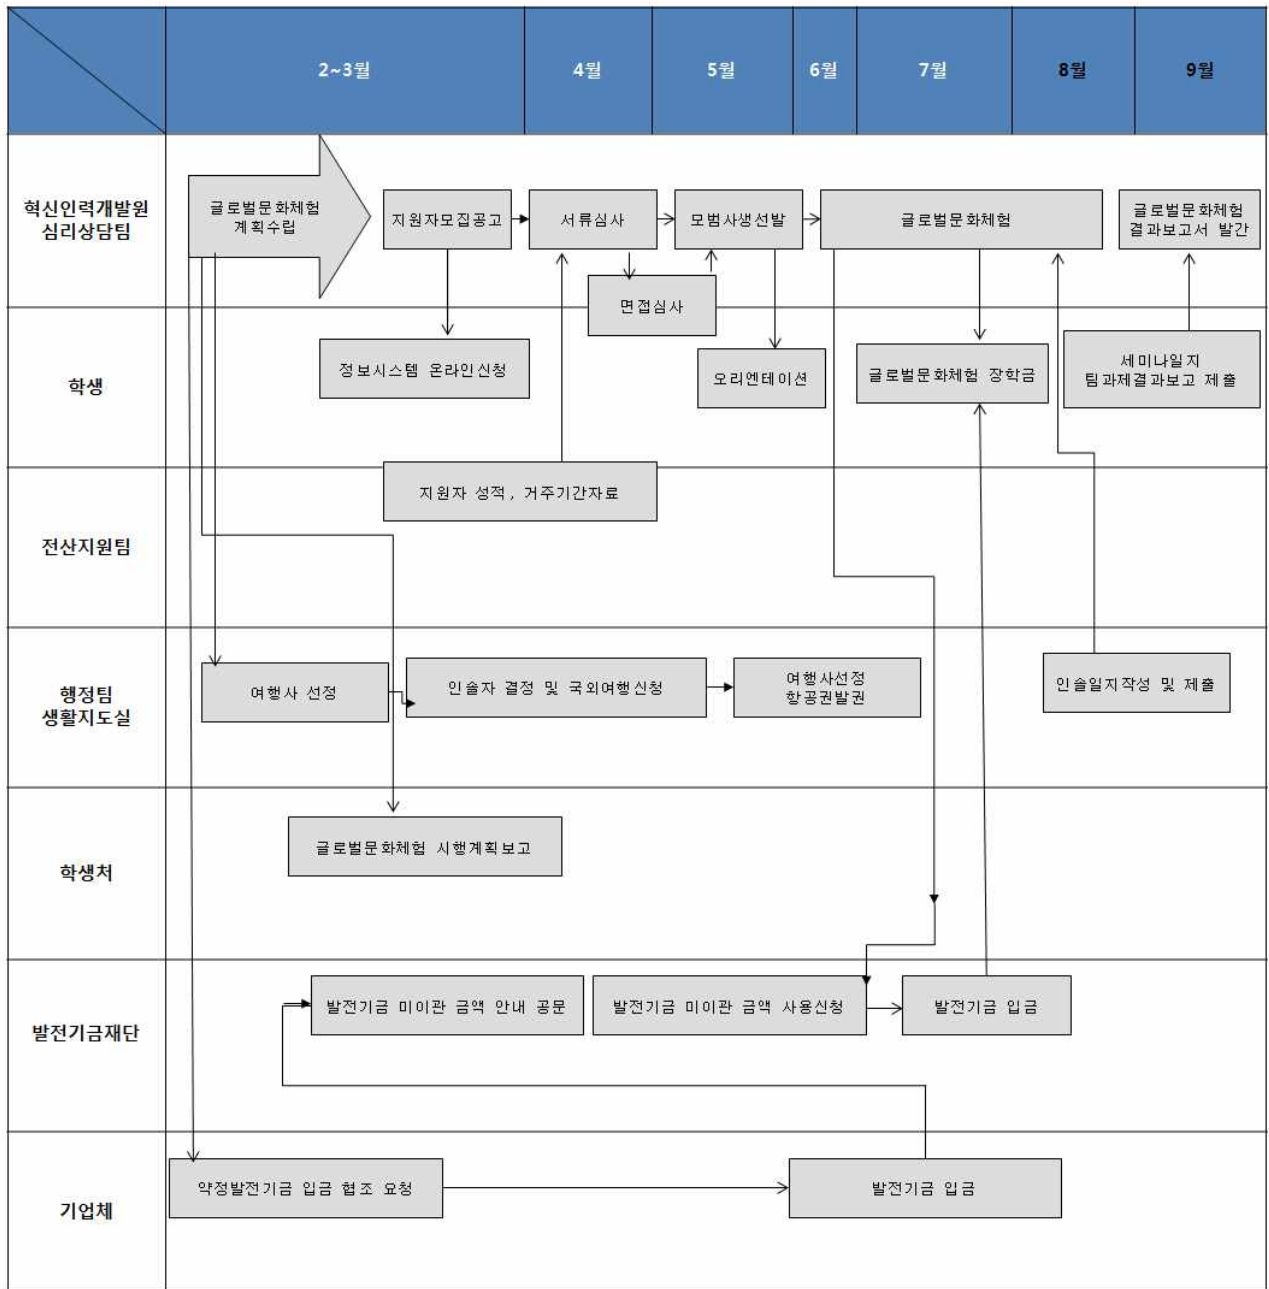 2~3월
4월
5월
6월
7월
8월
9월
혁신인력개발원
심리상담팀
글로벌문화체험
계획수립
지원자모집공고
서류심사
모범사생선발
글로벌문화체험
글로벌문화체험
결과보고서 발간
면접심사
학생
정보시스템 온라인신청
오리엔테이션
글로벌문화체험 장학금
세미나일지
팀과제결과보고 제출
전산지원팀
지원자 성적, 거주기간자료
행정팀
생활지도실
여행사 선정
인솔자 결정 및 국외여행신청
여행사선정
항공권발권
인솔일지작성 및 제출
학생처
글로벌문화체험 시행계획보고
발전기금재단
발전기금 미이관 금액 안내 공문
발전기금 미이관 금액 사용신청
발전기금 입금
기업체
약정발전기금 입금 협조 요청
발전기금 입금